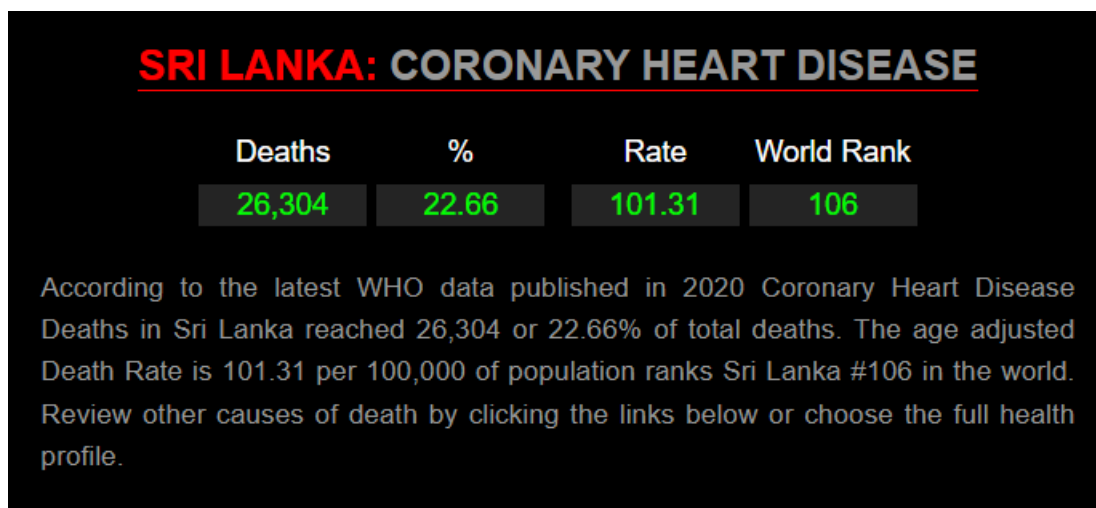 SRI LANKA: CORONARY HEART DISEASE
Deaths % Rate World Rank
26,304 22.66 101.31 106
According to the latest WHO data published in 2020 Coronary Heart Disease
Deaths in Sri Lanka reached 26,304 or 22.66% of total deaths. The age adjusted
Death Rate is 101.31 per 100,000 of population ranks Sri Lanka #106 in the world.
Review other causes of death by clicking the links below or choose the full health
profile.